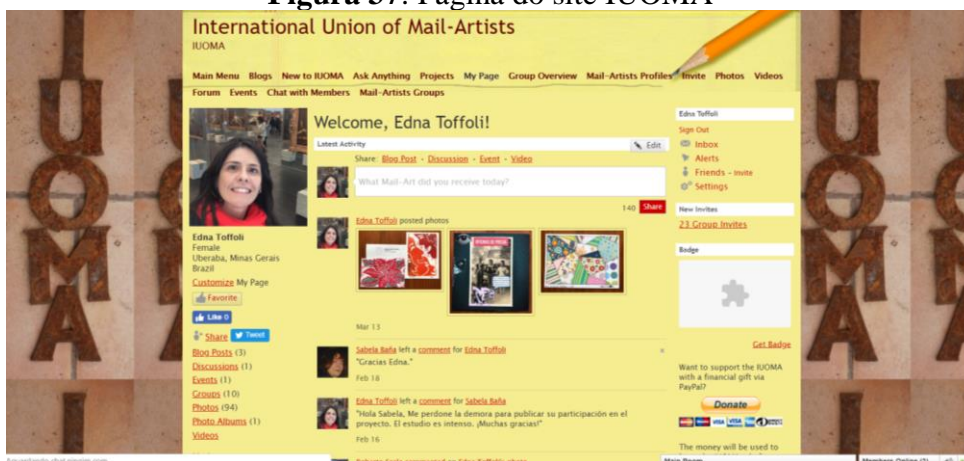 Figura 37: Página do site IUOMA
International Union of Mail-Artists
IUOMA
Main Menu Blogs New to IUOMA Ask Anything Projects My Page Group Overview Mail-Artists Profiles Invite Photos Videos
Forum Events Chat with Members Mail-Artists Groups
Welcome, Edna Toffoli!
Latest Activity
Edit
Share: Blog Post - Discussion - Event - Video
What Mail-Art did you receive today?
140 Share
Edna Toffoli posted photos
Mar 13
Sabela Baña left a comment for Edna Toffoli
"Gracias Edna."
Feb 18
Edna Toffoli left a comment for Sabela Baña
"Hola Sabela, Me perdone la demora para publicar su participación en el
proyecto. El estudio es intenso. ¡Muchas gracias!"
Feb 16
Edna Toffoli
Female
Uberaba, Minas Gerais
Brazil
Customize My Page
Favorite
Like 0
Share Tweet
Blog Posts (3)
Discussions (1)
Events (1)
Groups (10)
Photos (94)
Photo Albums (1)
Videos
Edna Toffoli
Sign Out
Inbox
Alerts
Friends - Invite
Settings
New Invites
23 Group Invites
Badge
Get Badge
Want to support the IUOMA
with a financial gift via
PayPal?
Donate
VISA
The money will be used to
Main Room
Members Online
IUOMA
IUOMA
IUOMA
IUOMA